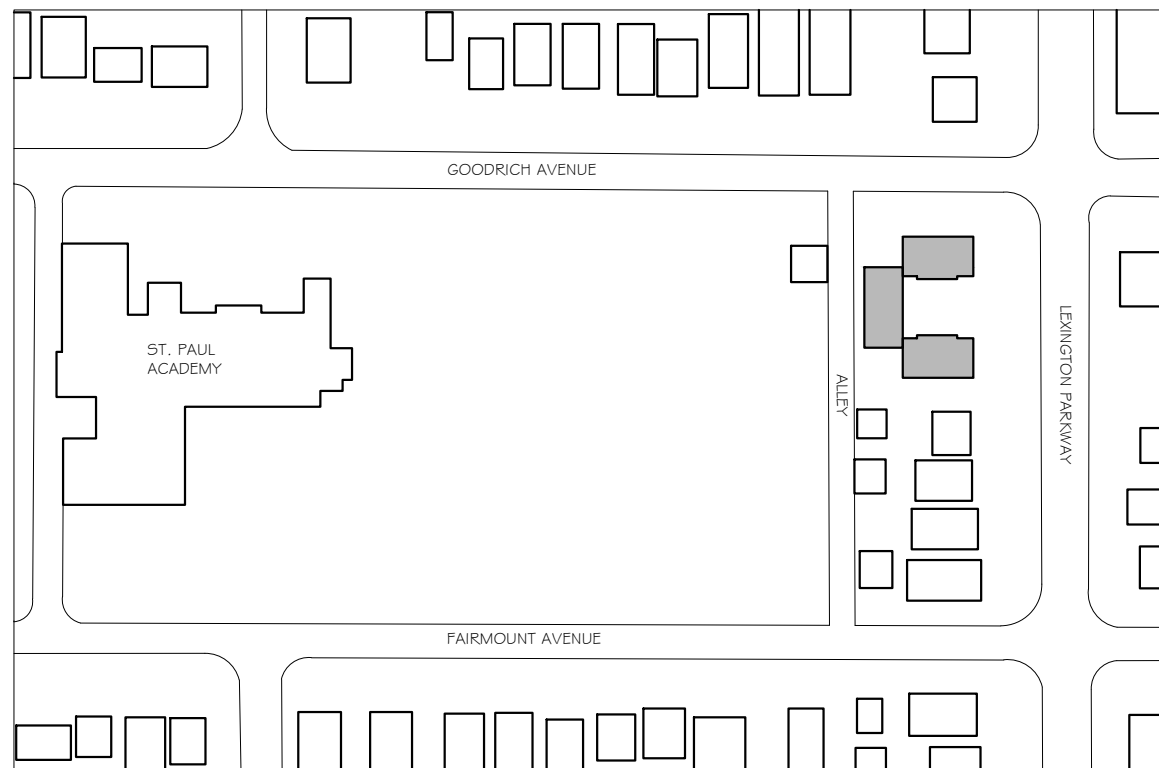 GOODRICH AVENUE
ST. PAUL
ACADEMY
ALLEY
LEXINGTON PARKWAY
FAIRMOUNT AVENUE